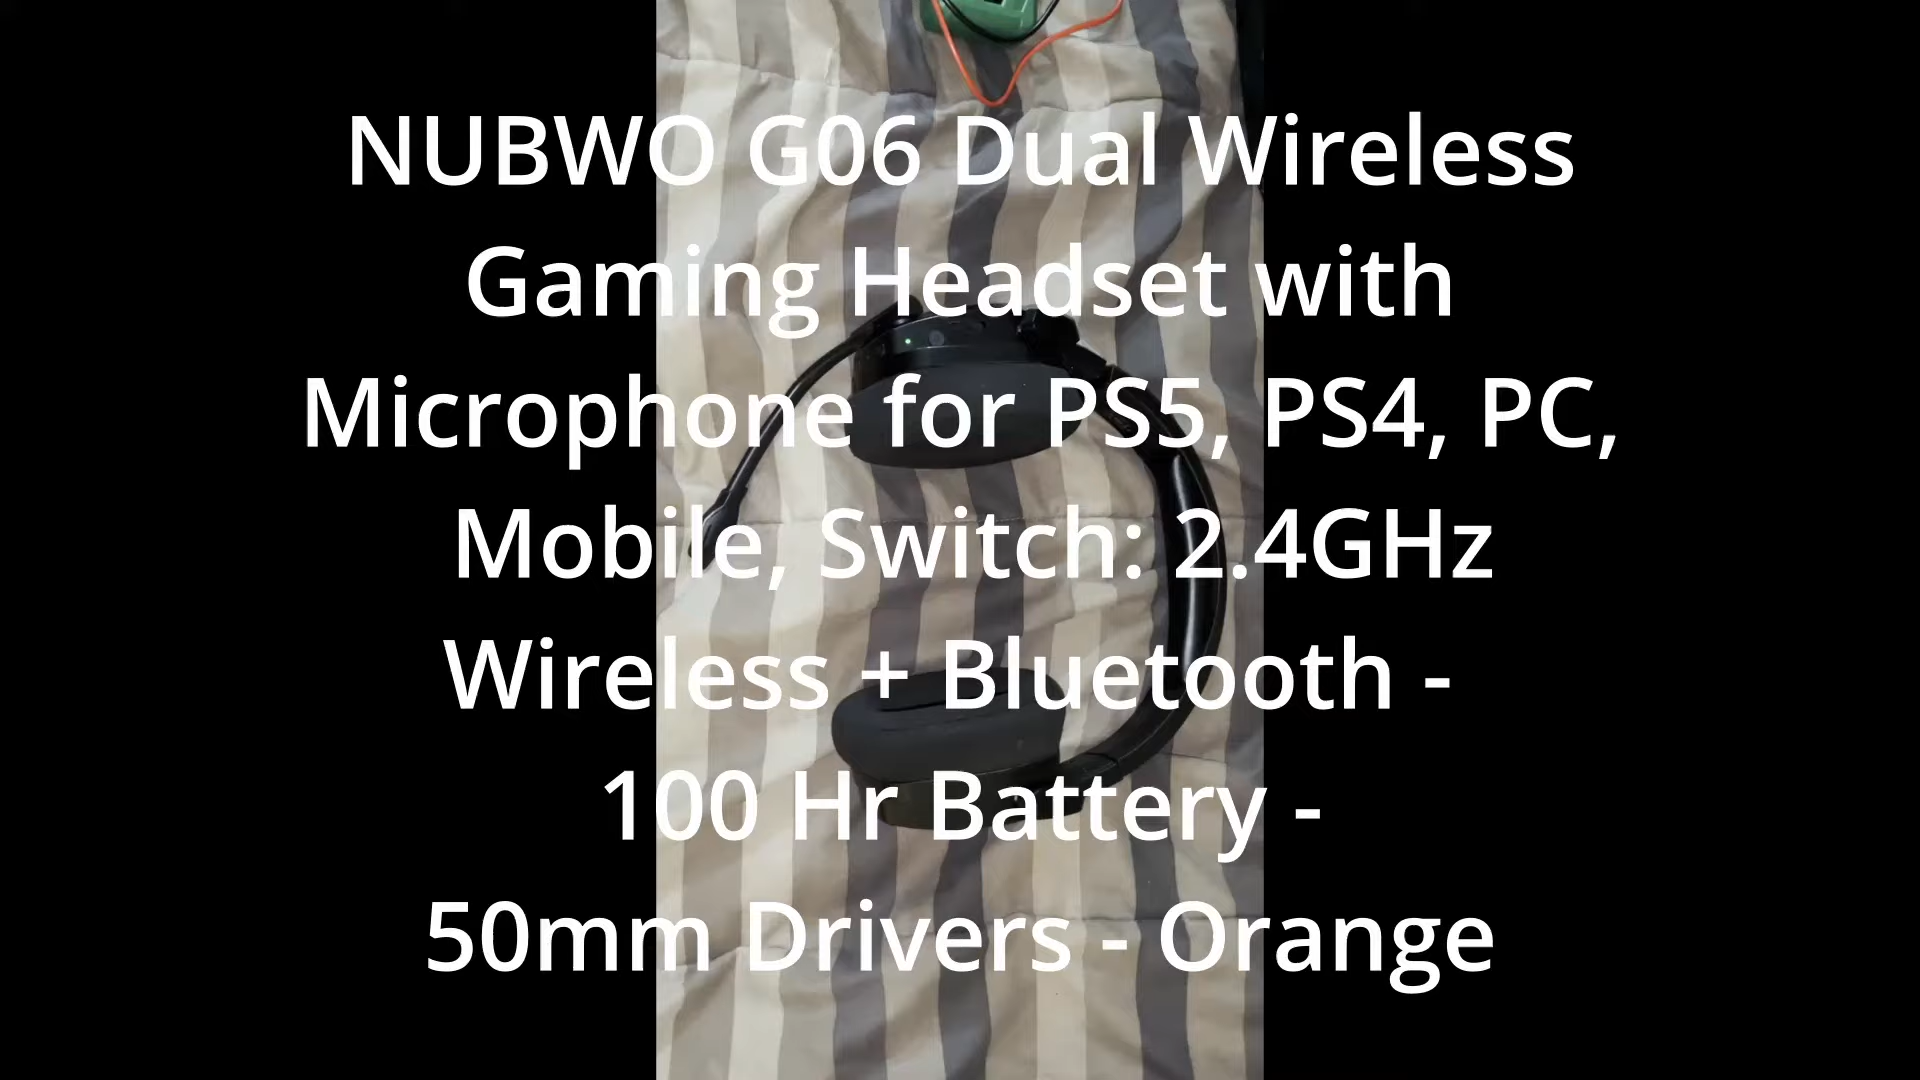 NUBWO G06 Dual Wireless
Gaming Headset with
Microphone for PS5, PS4, PC,
Mobile, Switch: 2.4GHz
Wireless + Bluetooth -
100 Hr Battery -
50mm Drivers - Orange